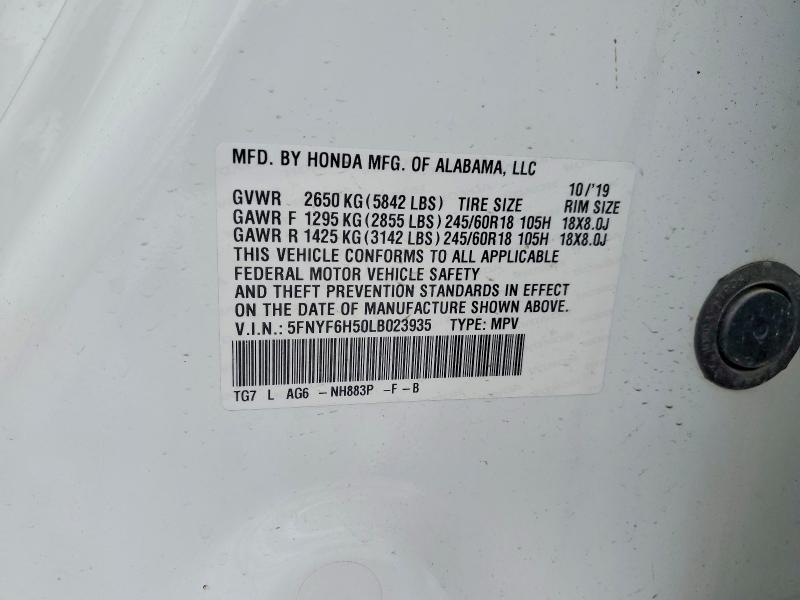 MFD. BY HONDA MFG. OF ALABAMA, LLC
10/'19
GVWR 2650 KG (5842 LBS) TIRE SIZE RIM SIZE
GAWR F 1295 KG (2855 LBS) 245/60R18 105H 18X8.0J
GAWR R 1425 KG (3142 LBS) 245/60R18 105H 18X8.0J
THIS VEHICLE CONFORMS TO ALL APPLICABLE
FEDERAL MOTOR VEHICLE SAFETY
AND THEFT PREVENTION STANDARDS IN EFFECT
ON THE DATE OF MANUFACTURE SHOWN ABOVE.
V.I.N.: 5FNYF6H50LB023935 TYPE: MPV
TG7 L AG6 -NH883P -F-B